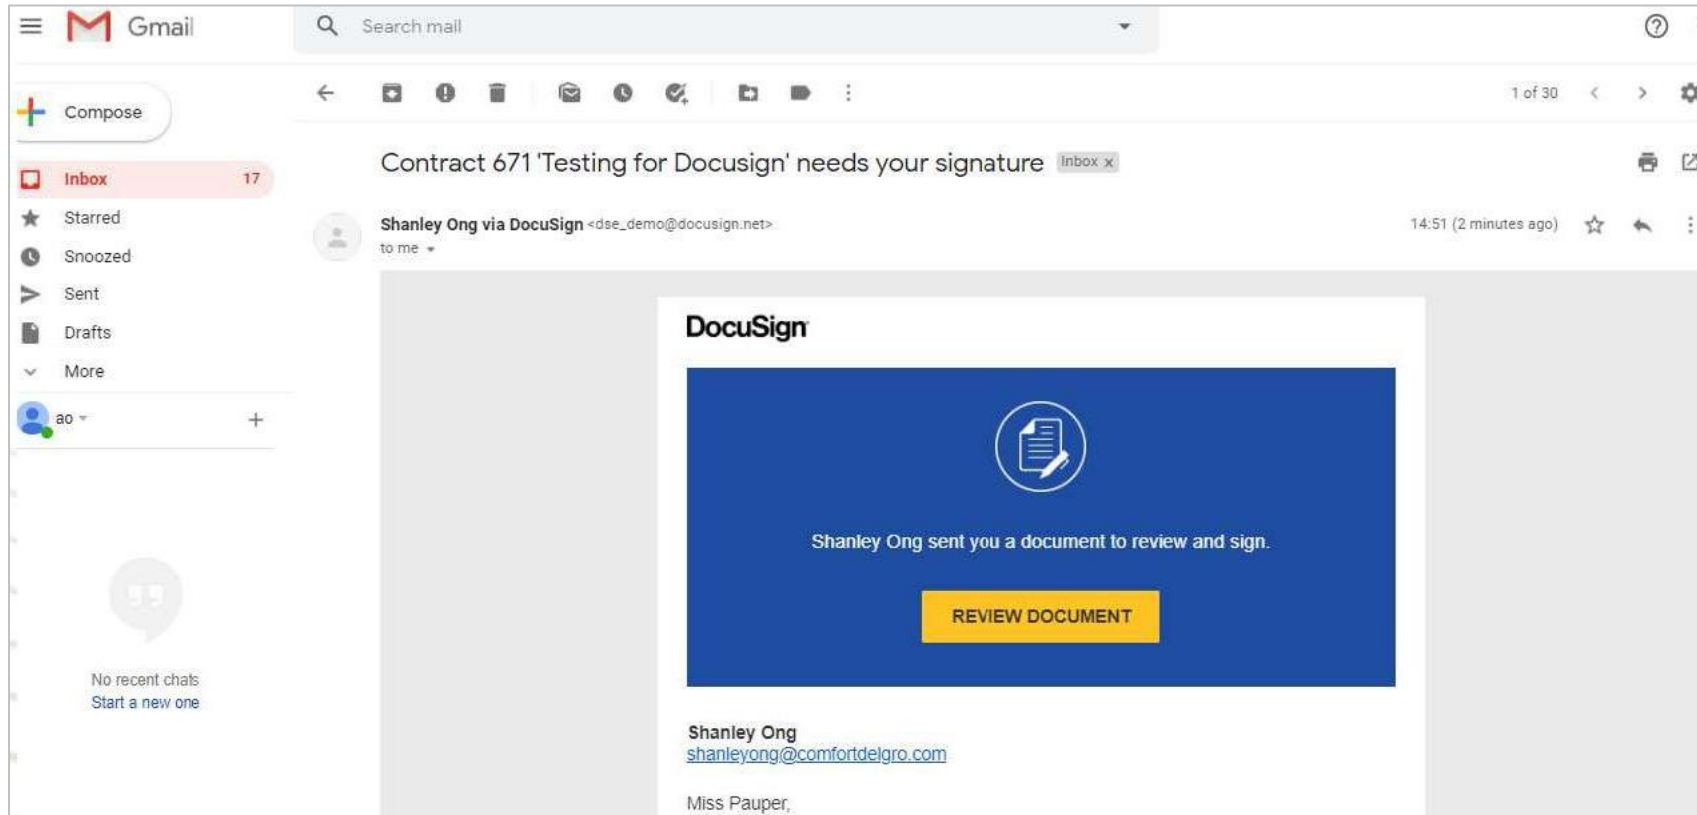 Gmail
Search mail
Compose
1 of 30
Inbox 17
Starred
Snoozed
Sent
Drafts
More
ao
No recent chats
Start a new one
Contract 671 'Testing for Docusign' needs your signature Inbox x
Shanley Ong via DocuSign <dse_demo@docusign.net> 14:51 (2 minutes ago)
to me
DocuSign
Shanley Ong sent you a document to review and sign.
REVIEW DOCUMENT
Shanley Ong
shanleyong@comfortdelgro.com
Miss Pauper,